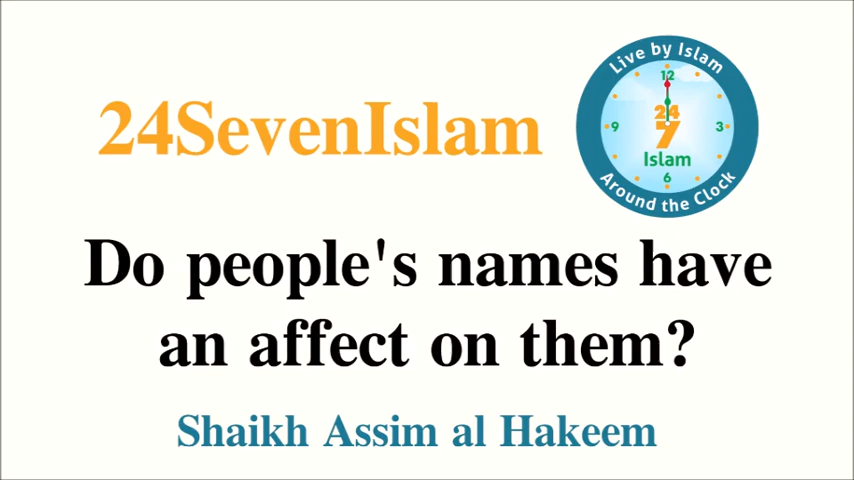 24SevenIslam
Live by Islam
12
24
7
9
3
Islam
6
Around the Clock
Do people's names have
an affect on them?
Shaikh Assim al Hakeem